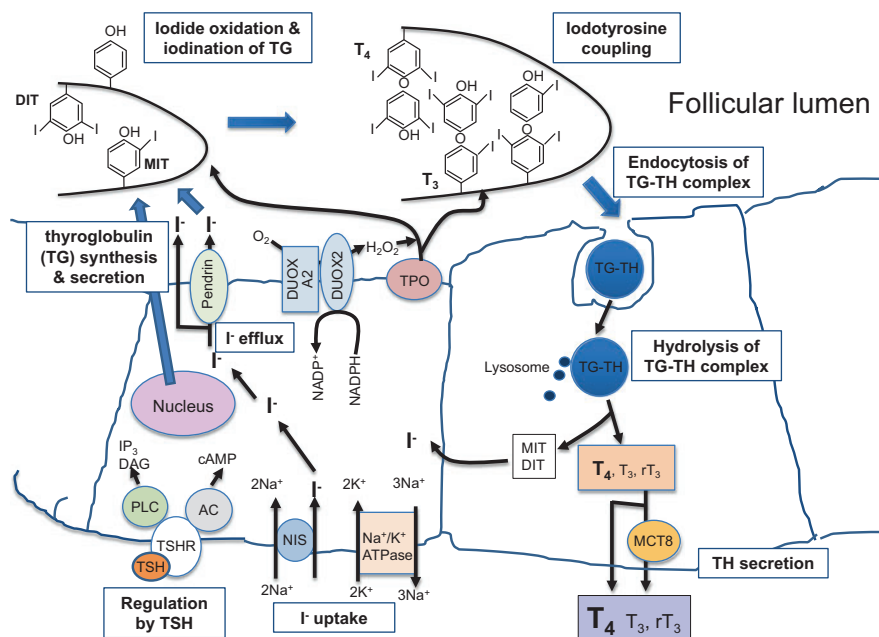 Iodide oxidation &
iodination of TG
Iodotyrosine
coupling
OH
DIT
I
I
OH
OH
I
MIT
T4
I
I
O
I
I
OH
OH
I
I
O
I
T3
OH
I
O
I
I
Follicular lumen
Endocytosis of
TG-TH complex
thyroglobulin
(TG) synthesis
& secretion
I-
I-
Pendrin
O2
DUOX
A2
DUOX2
H2O2
TPO
TG-TH
I- efflux
I-
NADP+
NADPH
Lysosome
TG-TH
Hydrolysis of
TG-TH complex
Nucleus
I-
I-
MIT
DIT
T4, T3, rT3
IP3
DAG
cAMP
PLC
AC
TSHR
TSH
2Na+
I-
2K+
3Na+
NIS
Na+/K+
ATPase
MCT8
2Na+
2K+
3Na+
TH secretion
Regulation
by TSH
I- uptake
T4 T3, rT3